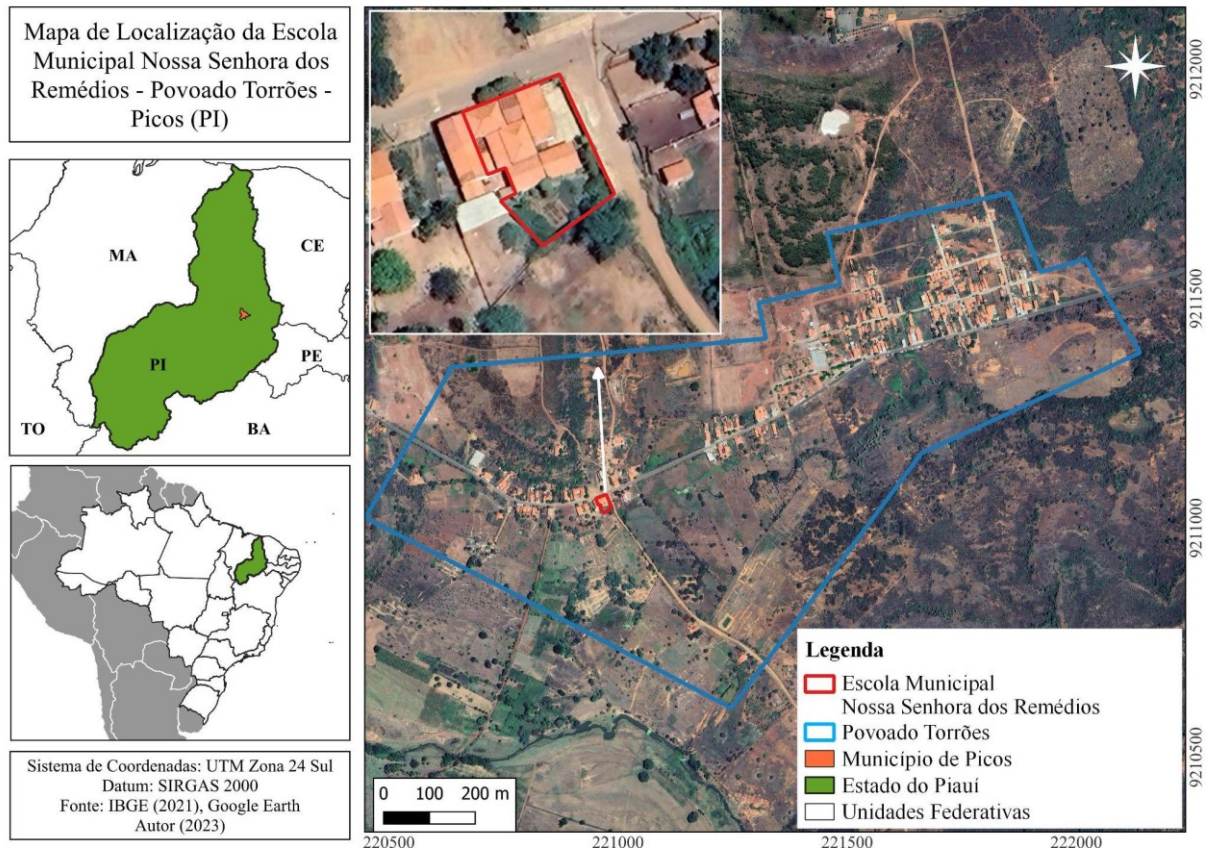 Mapa de Localização da Escola
Municipal Nossa Senhora dos
Remédios - Povoado Torrões -
Picos (PI)
MA
CE
PI
PE
TO
BA
Sistema de Coordenadas: UTM Zona 24 Sul
Datum: SIRGAS 2000
Fonte: IBGE (2021), Google Earth
Autor (2023)
9212000
9211500
9211000
9210500
Legenda
Escola Municipal
Nossa Senhora dos Remédios
Povoado Torrões
Município de Picos
Estado do Piauí
Unidades Federativas
0 100 200 m
220500 221000 221500 222000